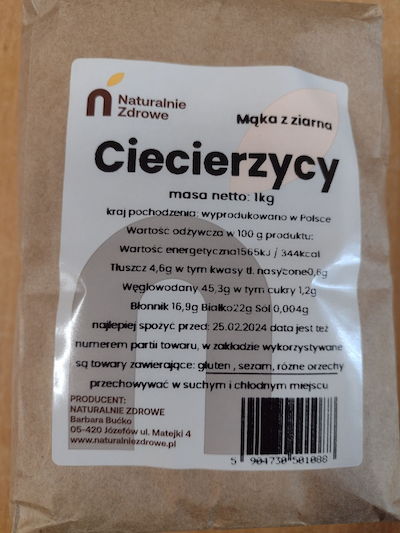 Naturalnie
Zdrowe
Mąka z ziarna
Ciecierzycy
masa netto: 1kg
kraj pochodzenia: wyprodukowano w Polsce
Wartość odżywcza w 100 g produktu:
Wartość energetyczna1565kJ / 344kcal
Tłuszcz 4,6g w tym kwasy tł. nasycone0,6g
Węglowodany 45,3g w tym cukry 1,2g
Błonnik 16,9g Białko22g Sól 0,004g
najlepiej spożyć przed: 25.02.2024 data jest też
numerem partii towaru, w zakładzie wykorzystywane
są towary zawierające: gluten , sezam, różne orzechy
przechowywać w suchym i chłodnym miejscu
PRODUCENT:
NATURALNIE ZDROWE
Barbara Bućko
05-420 Józefów ul. Matejki 4
www.naturalniezdrowe.pl
5 904730 501088